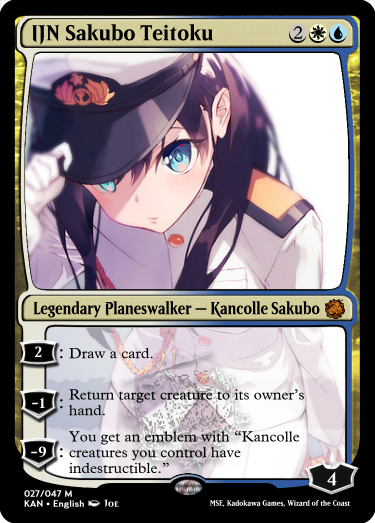 IJN Sakubo Teitoku 2
Legendary Planeswalker — Kancolle Sakubo
2 : Draw a card.
-1 : Return target creature to its owner's
hand.
-9 : You get an emblem with “Kancolle
creatures you control have
indestructible.”
4
027/047 M
KAN • English JOE
MSE, Kadokawa Games, Wizard of the Coast